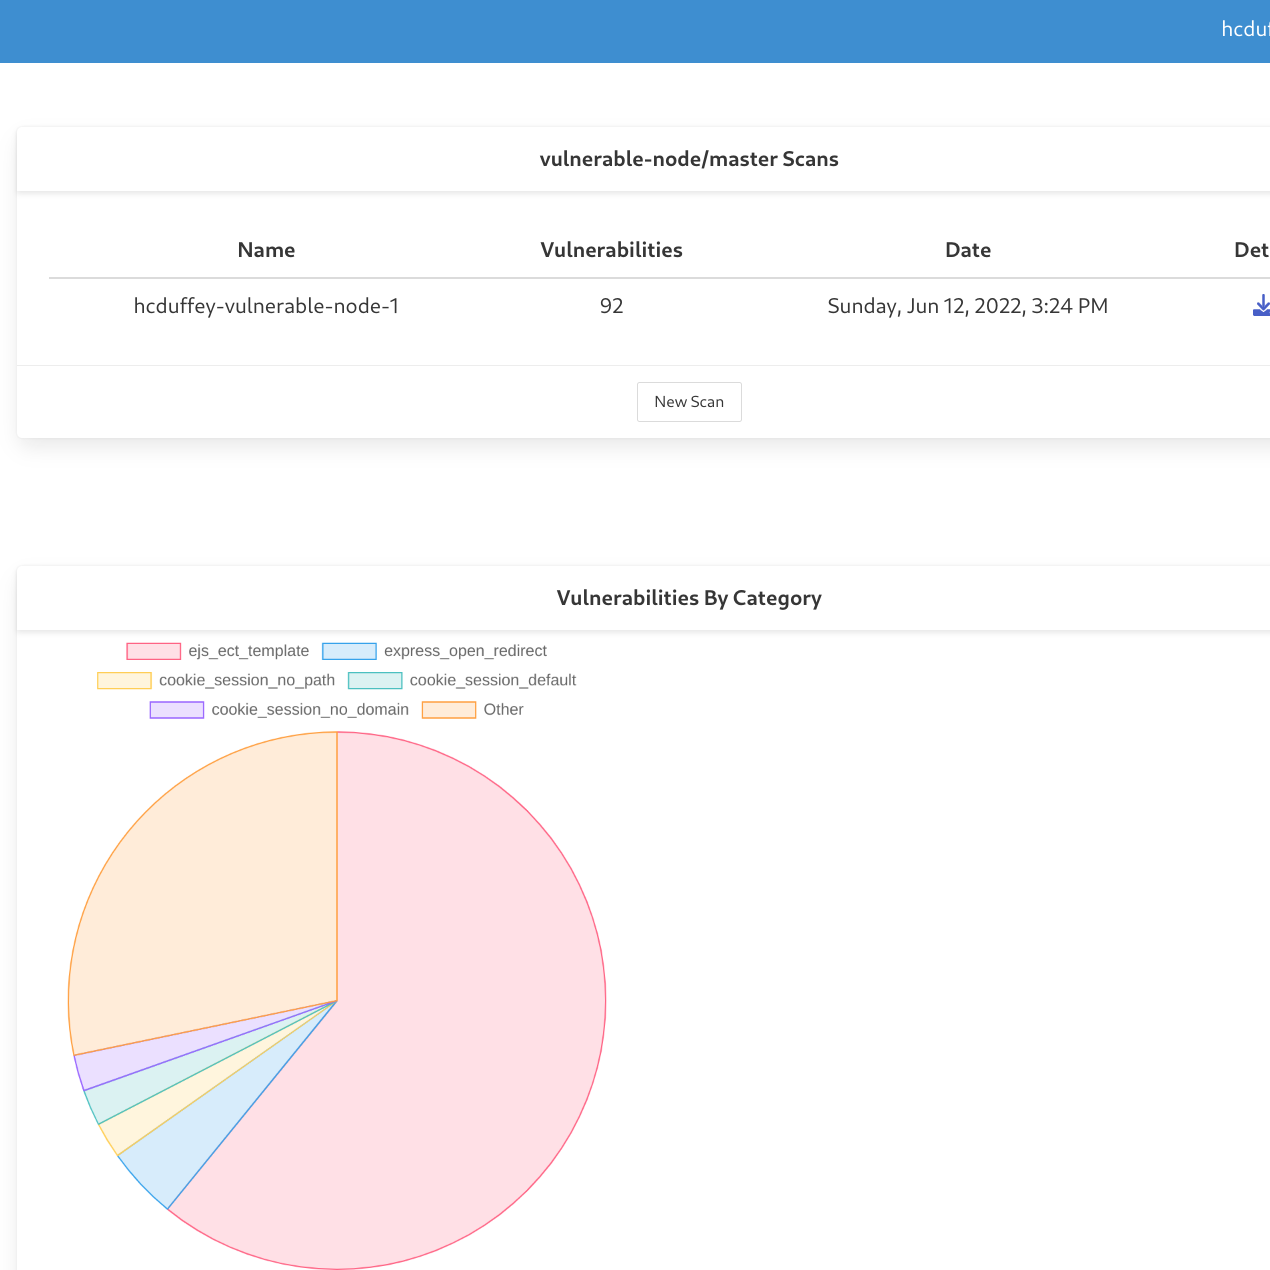 hcduf
vulnerable-node/master Scans
Name Vulnerabilities Date Det
hcduffey-vulnerable-node-1 92 Sunday, Jun 12, 2022, 3:24 PM
New Scan
Vulnerabilities By Category
ejs_ect_template express_open_redirect
cookie_session_no_path cookie_session_default
cookie_session_no_domain Other